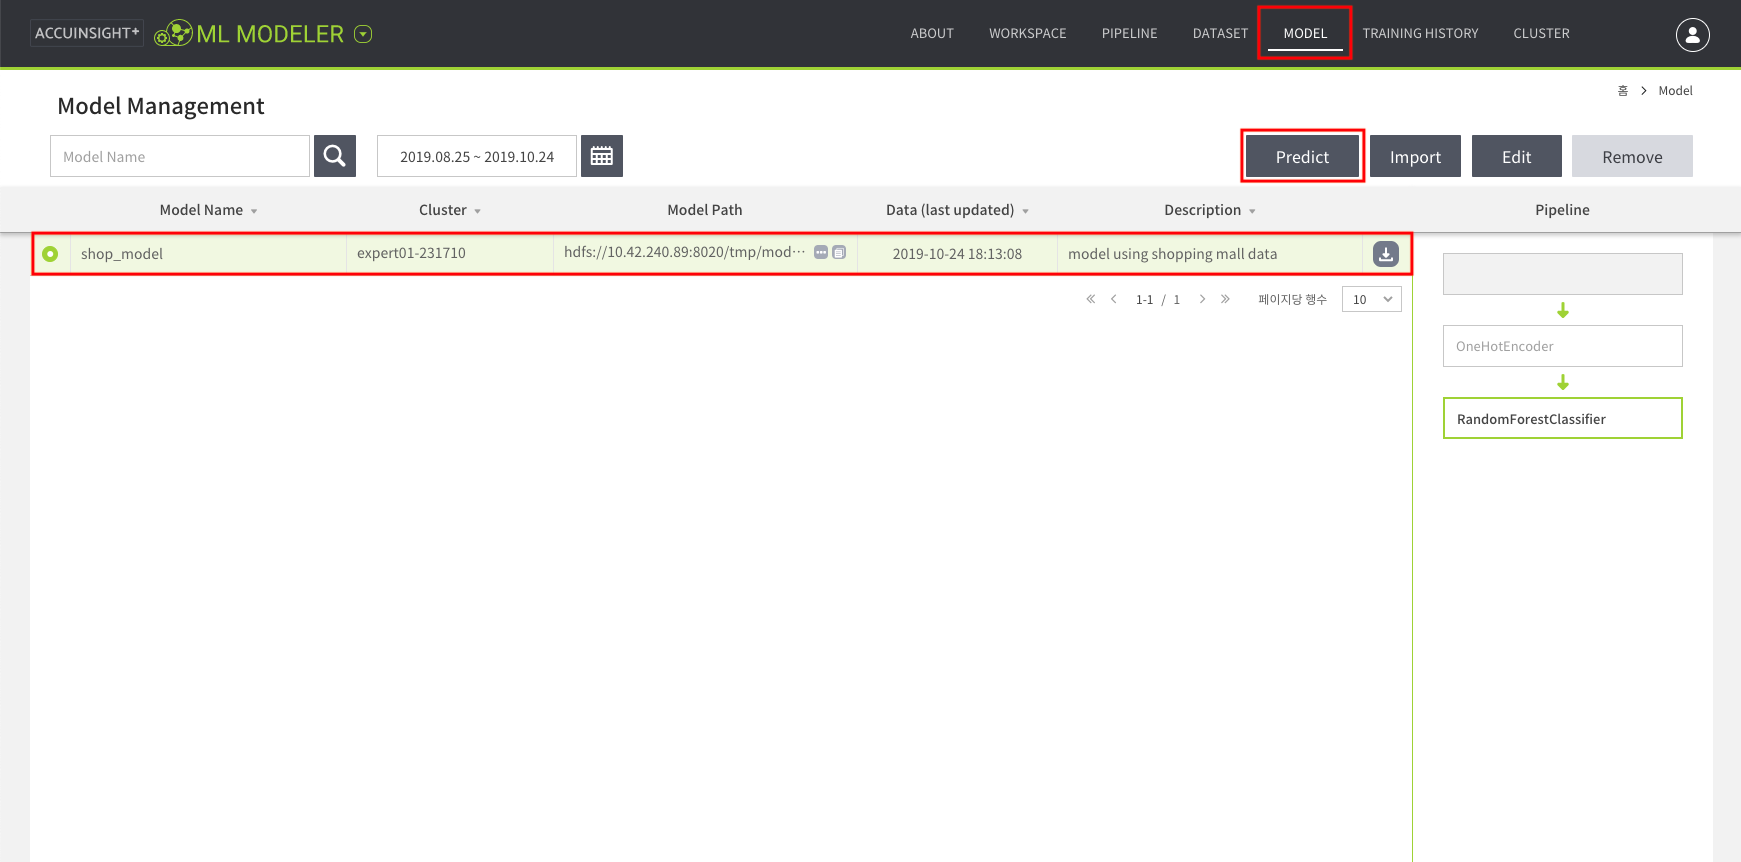 ACCUINSIGHT+ ML MODELER ABOUT WORKSPACE PIPELINE DATASET MODEL TRAINING HISTORY CLUSTER
홈 > Model
Model Management
Model Name 2019.08.25 ~ 2019.10.24 Predict Import Edit Remove
Model Name Cluster Model Path Data (last updated) Description Pipeline
shop_model expert01-231710 hdfs://10.42.240.89:8020/tmp/mod··· 2019-10-24 18:13:08 model using shopping mall data
1-1 / 1 페이지당 행수 10
OneHotEncoder
RandomForestClassifier